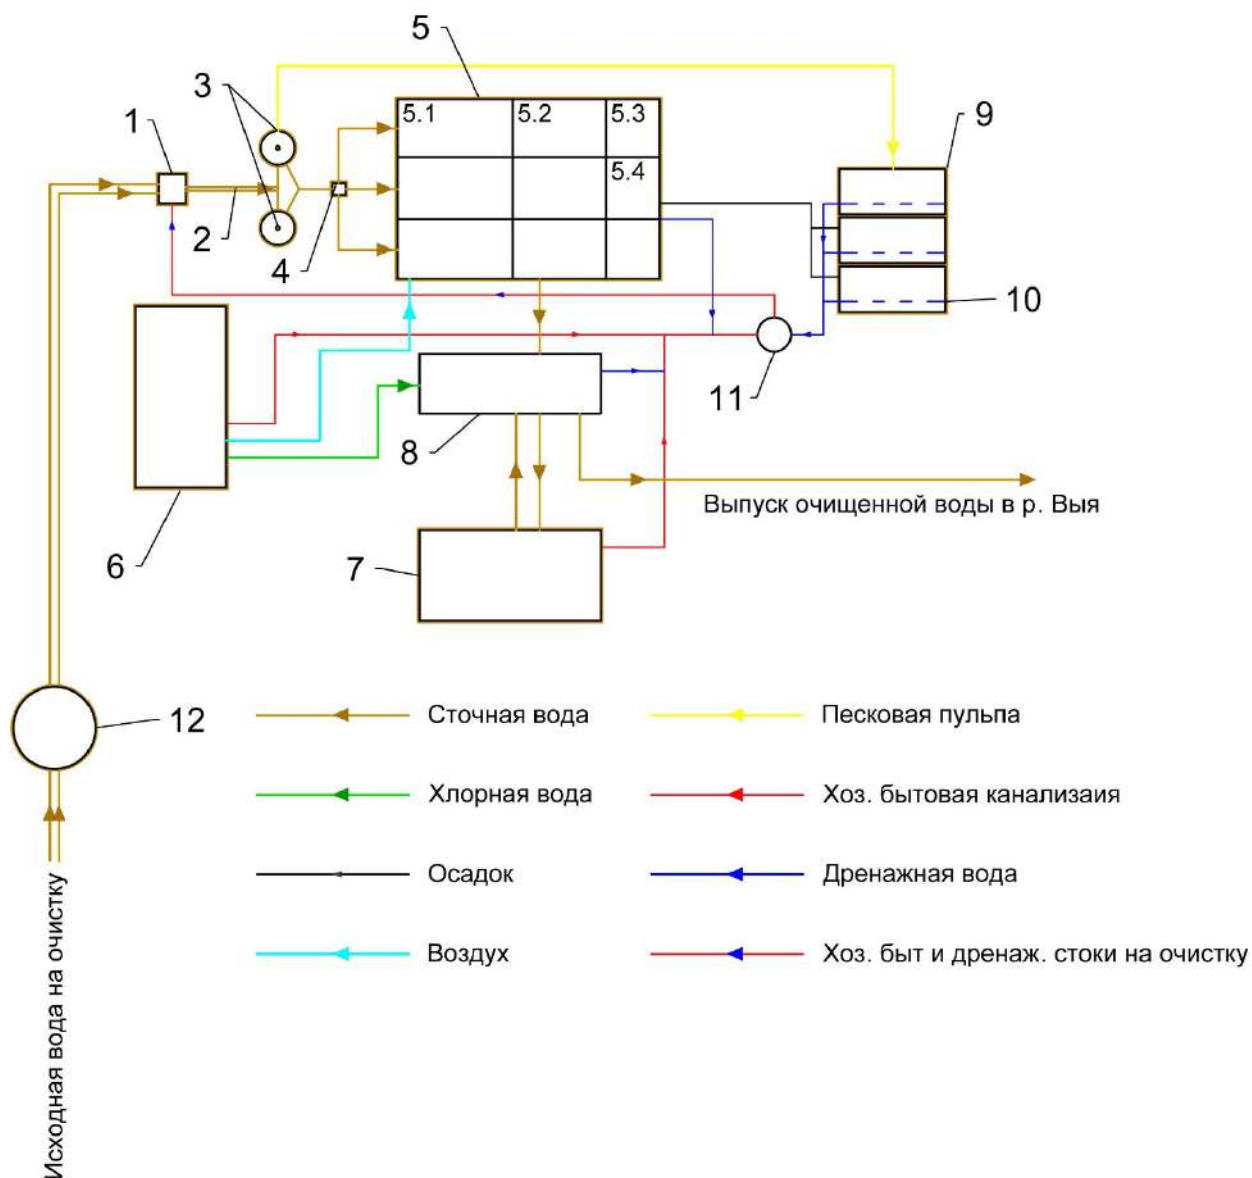 5
3
5.1
5.2
5.3
1
9
5.4
2
4
10
11
8
Выпуск очищенной воды в р. Выя
6
7
12
Сточная вода
Песковая пульпа
Хлорная вода
Хоз. бытовая канализаия
Осадок
Дренажная вода
Воздух
Хоз. быт и дренаж. стоки на очистку
Исходная вода на очистку